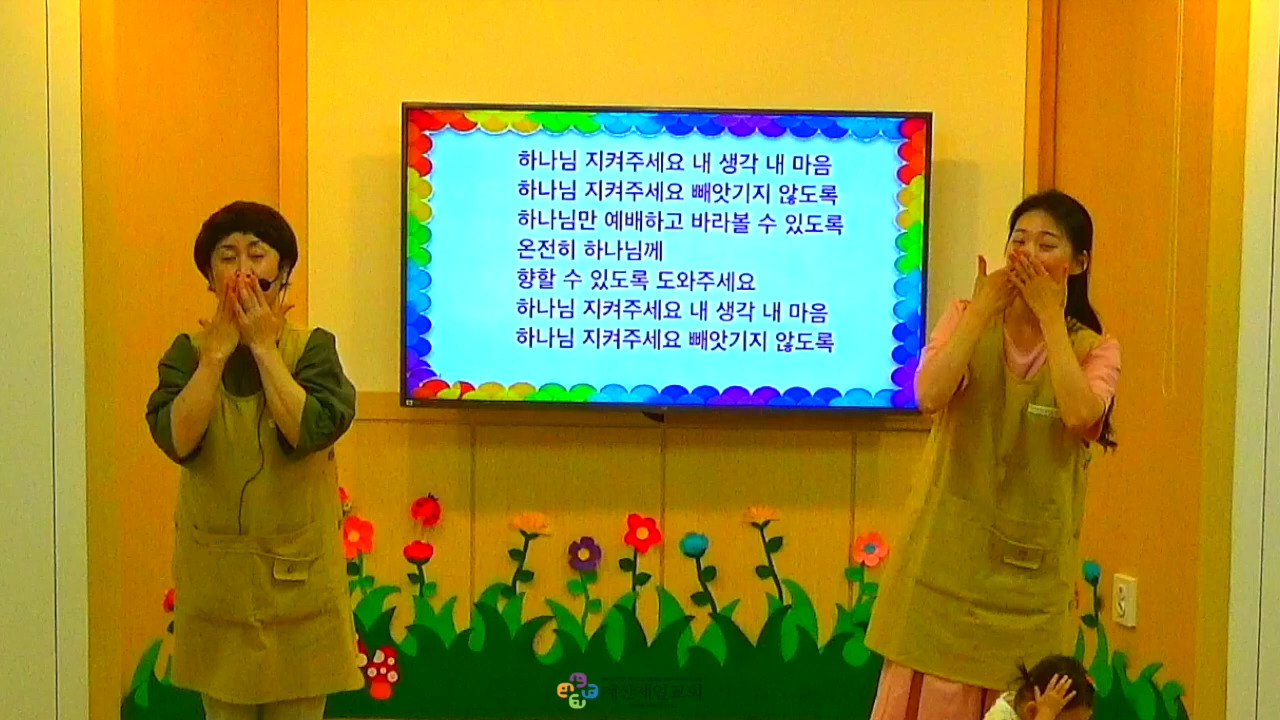 하나님 지켜주세요 내 생각 내 마음
하나님 지켜주세요 빼앗기지 않도록
하나님만 예배하고 바라볼 수 있도록
온전히 하나님께
향할 수 있도록 도와주세요
하나님 지켜주세요 내 생각 내 마음
하나님 지켜주세요 빼앗기지 않도록